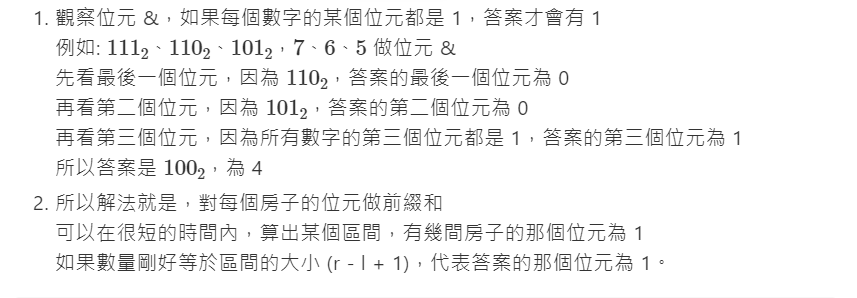 1. 觀察位元 &，如果每個數字的某個位元都是 1，答案才會有 1
例如: 111₂、110₂、101₂，7、6、5 做位元 &
先看最後一個位元，因為 110₂，答案的最後一個位元為 0
再看第二個位元，因為 101₂，答案的第二個位元為 0
再看第三個位元，因為所有數字的第三個位元都是 1，答案的第三個位元為 1
所以答案是 100₂，為 4
2. 所以解法就是，對每個房子的位元做前綴和
可以在很短的時間內，算出某個區間，有幾間房子的那個位元為 1
如果數量剛好等於區間的大小 (r - l + 1)，代表答案的那個位元為 1。